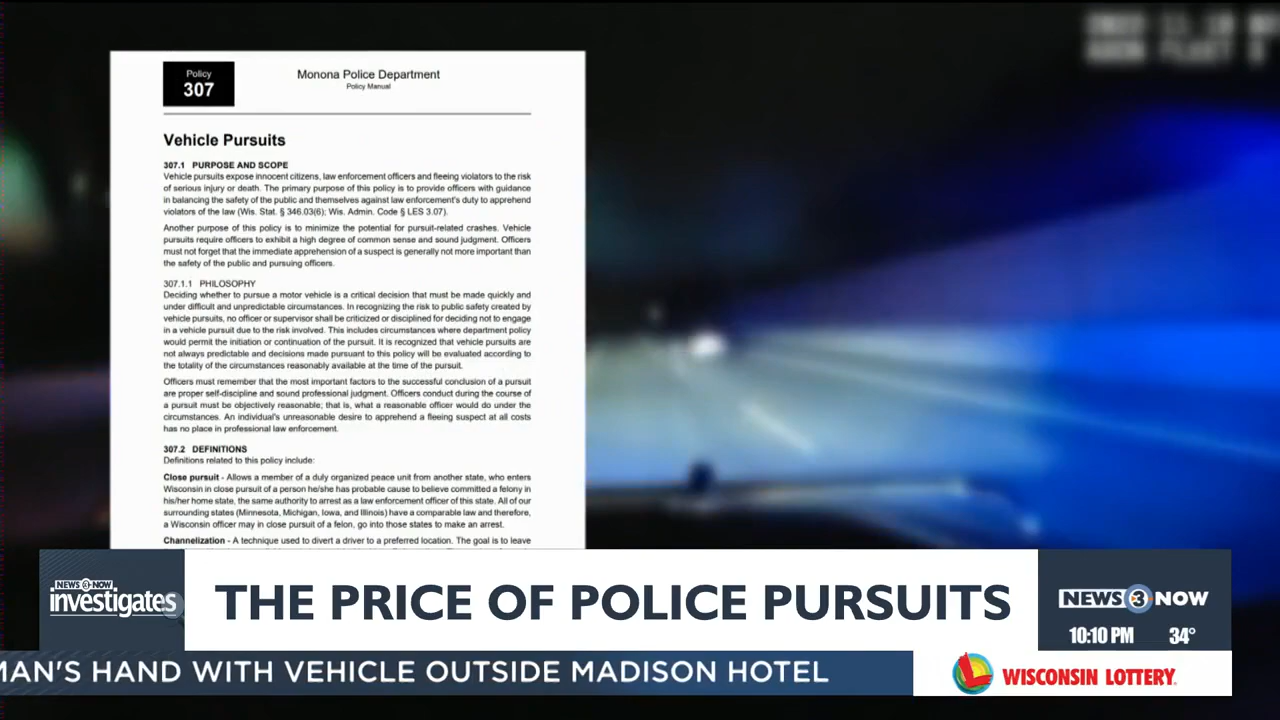 Policy
307
Monona Police Department
Policy Manual
Vehicle Pursuits
307.1 PURPOSE AND SCOPE
Vehicle pursuits expose innocent citizens, law enforcement officers and fleeing violators to the risk
of serious injury or death. The primary purpose of this policy is to provide officers with guidance
in balancing the safety of the public and themselves against law enforcement's duty to apprehend
violators of the law (Wis. Stat. § 346.03(6); Wis. Admin. Code § LES 3.07).
Another purpose of this policy is to minimize the potential for pursuit-related crashes. Vehicle
pursuits require officers to exhibit a high degree of common sense and sound judgment. Officers
must not forget that the immediate apprehension of a suspect is generally not more important than
the safety of the public and pursuing officers.
307.1.1 PHILOSOPHY
Deciding whether to pursue a motor vehicle is a critical decision that must be made quickly and
under difficult and unpredictable circumstances. In recognizing the risk to public safety created by
vehicle pursuits, no officer or supervisor shall be criticized or disciplined for deciding not to engage
in a vehicle pursuit due to the risk involved. This includes circumstances where department policy
would permit the initiation or continuation of the pursuit. It is recognized that vehicle pursuits are
not always predictable and decisions made pursuant to this policy will be evaluated according to
the totality of the circumstances reasonably available at the time of the pursuit.
Officers must remember that the most important factors to the successful conclusion of a pursuit
are proper self-discipline and sound professional judgment. Officers conduct during the course of
a pursuit must be objectively reasonable; that is, what a reasonable officer would do under the
circumstances. An individual's unreasonable desire to apprehend a fleeing suspect at all costs
has no place in professional law enforcement.
307.2 DEFINITIONS
Definitions related to this policy include:
Close pursuit - Allows a member of a duly organized peace unit from another state, who enters
Wisconsin in close pursuit of a person he/she has probable cause to believe committed a felony in
his/her home state, the same authority to arrest as a law enforcement officer of this state. All of our
surrounding states (Minnesota, Michigan, Iowa, and Illinois) have a comparable law and therefore,
a Wisconsin officer may in close pursuit of a felon, go into those states to make an arrest.
Channelization - A technique used to divert a driver to a preferred location. The goal is to leave
NEWS 3 NOW
investigates
THE PRICE OF POLICE PURSUITS
NEWS 3 NOW
10:10 PM 34°
MAN'S HAND WITH VEHICLE OUTSIDE MADISON HOTEL
WISCONSIN LOTTERY